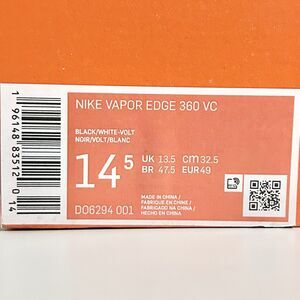 NIKE VAPOR EDGE 360 VC
BLACK/WHITE-VOLT
NOIR/VOLT/BLANC
14 5
UK 13.5 CM 32.5
BR 47.5 EUR 49
DO6294 001
MADE IN CHINA /
FABRIQUÉ EN CHINE /
FABRICADO NA CHINA /
HECHO EN CHINA
1 96148 83512 0 14